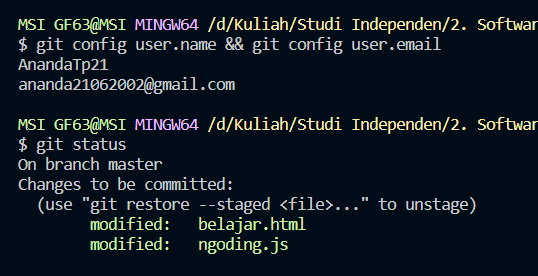 MSI GF63@MSI MINGW64 /d/Kuliah/Studi Independen/2. Softwar
$ git config user.name && git config user.email
AnandaTp21
ananda21062002@gmail.com
MSI GF63@MSI MINGW64 /d/Kuliah/Studi Independen/2. Softwar
$ git status
On branch master
Changes to be committed:
(use "git restore --staged <file>..." to unstage)
modified: belajar.html
modified: ngoding.js